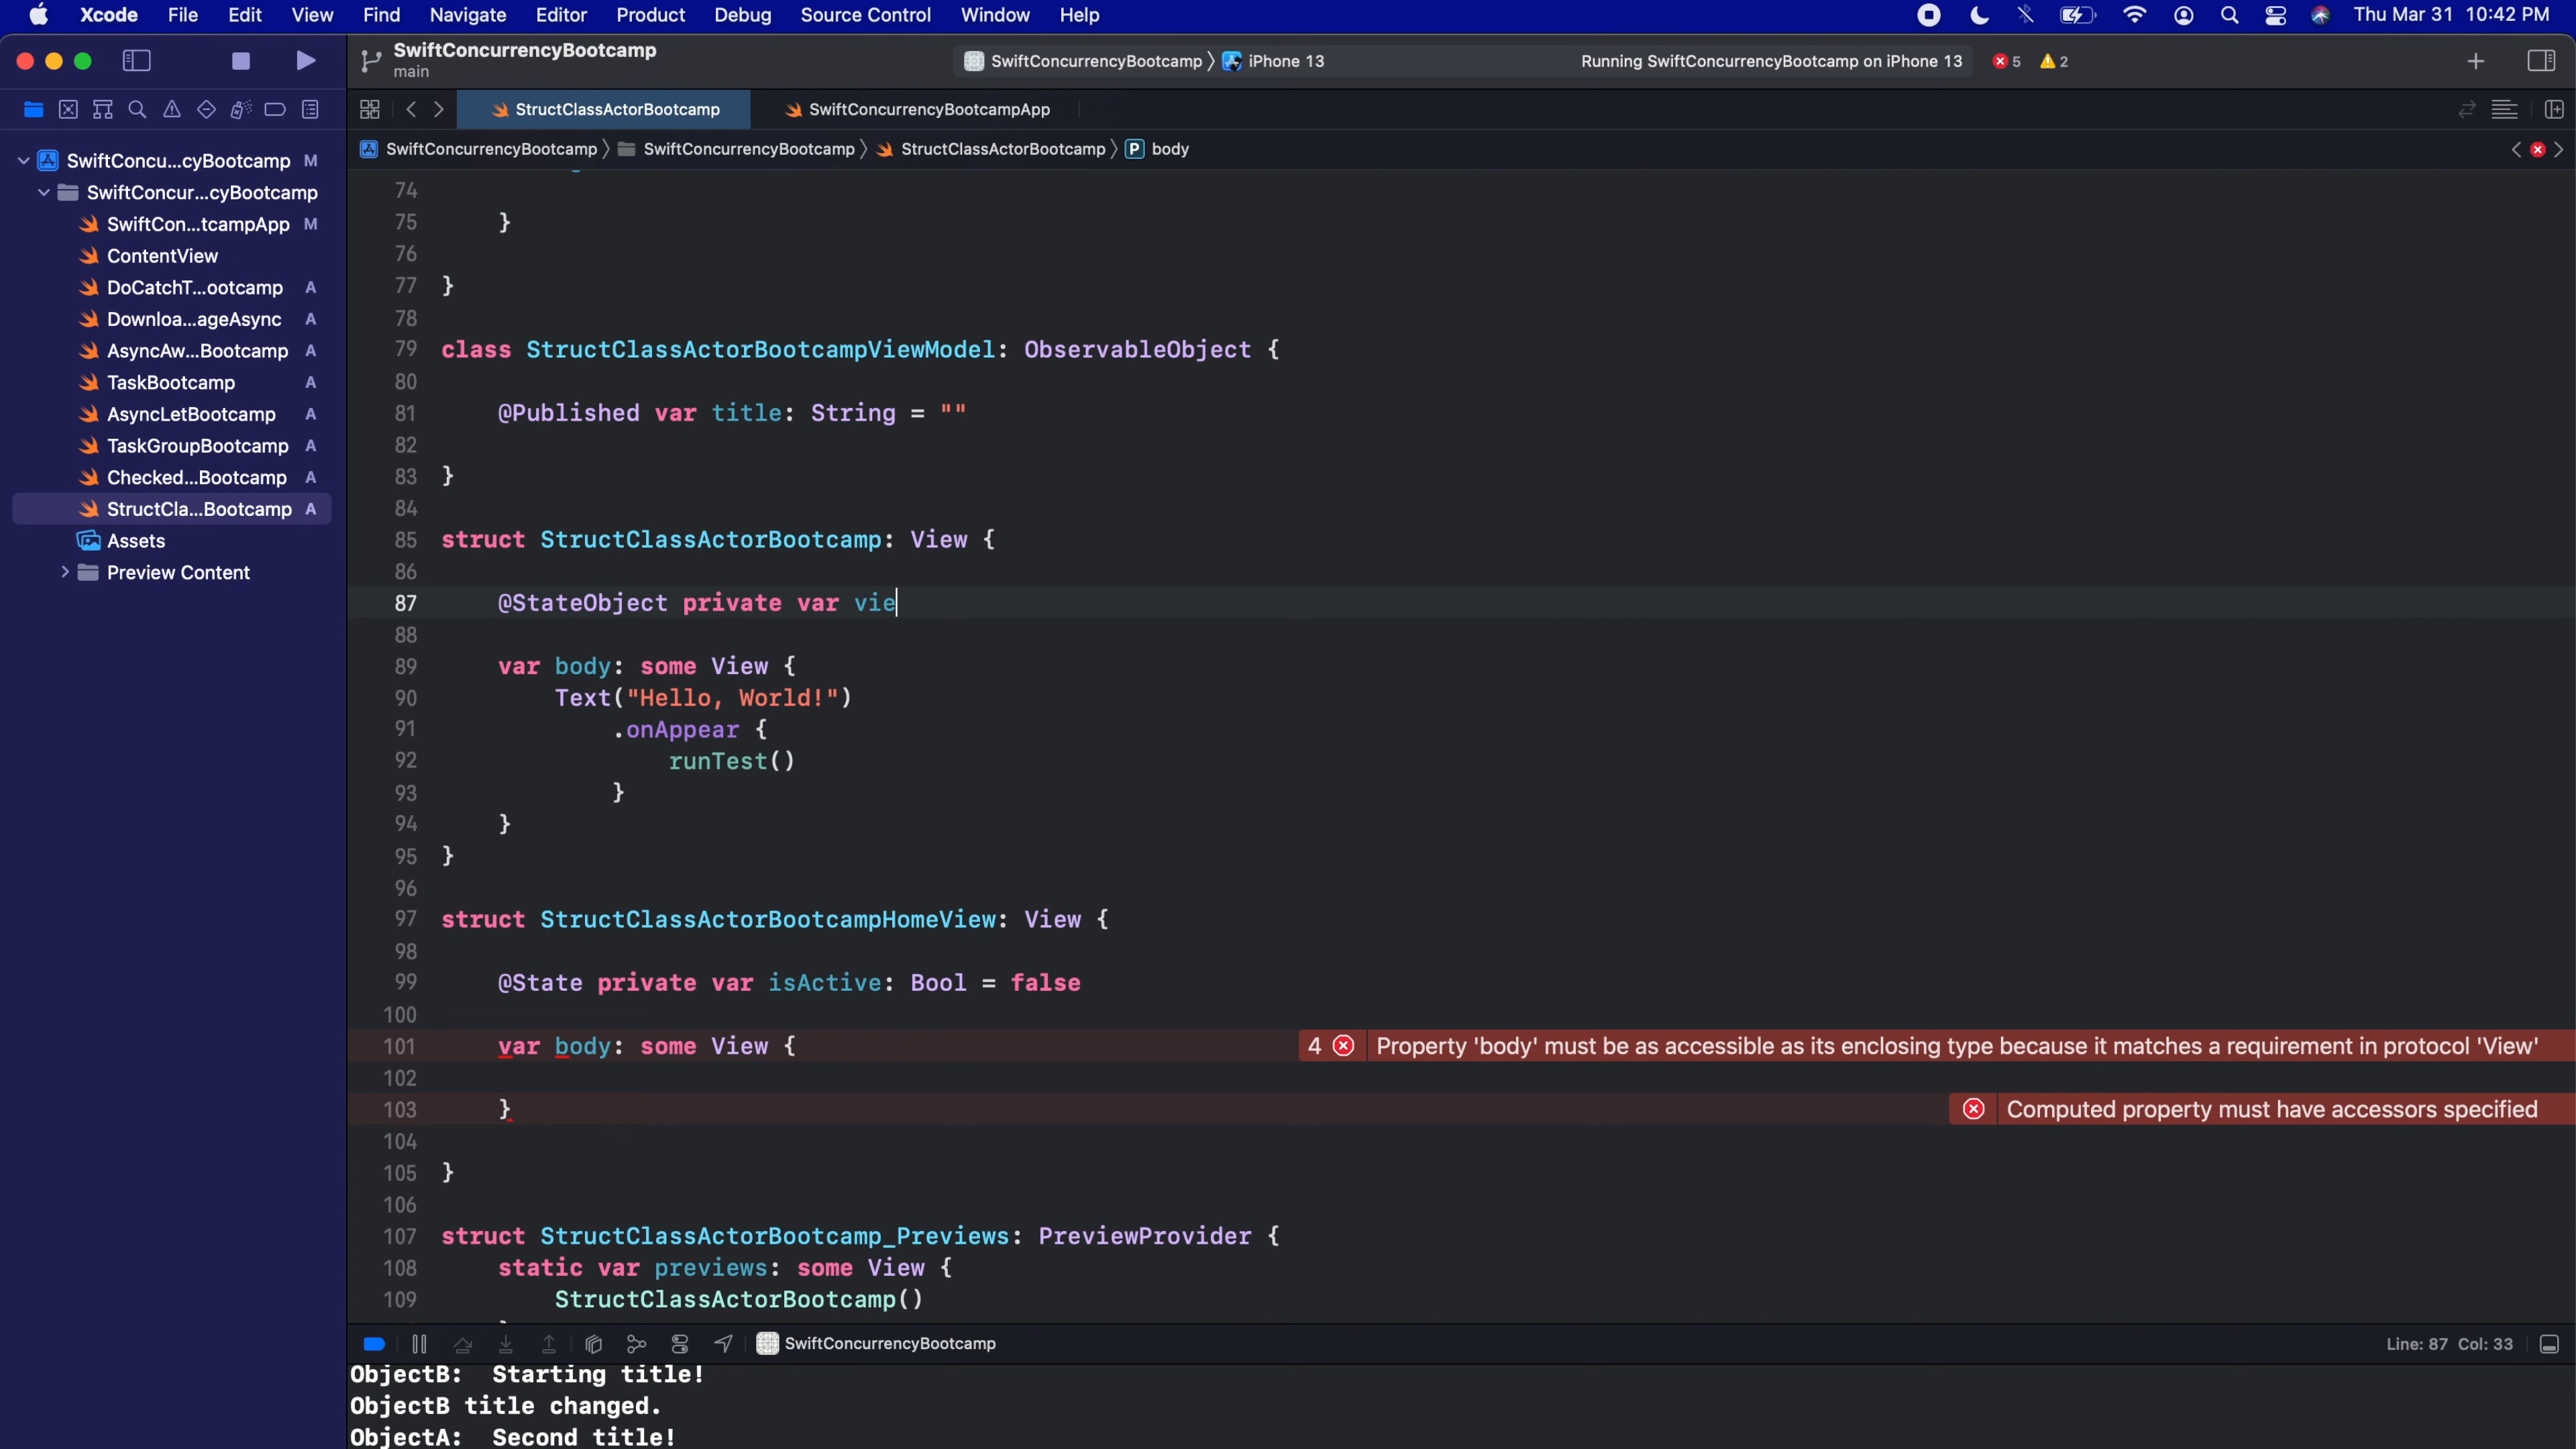 Xcode File Edit View Find Navigate Editor Product Debug Source Control Window Help Thu Mar 31 10:42 PM
SwiftConcurrencyBootcamp
main
SwiftConcurrencyBootcamp iPhone 13
Running SwiftConcurrencyBootcamp on iPhone 13 5 2
StructClassActorBootcamp
SwiftConcurrencyBootcampApp
SwiftConcurrencyBootcamp SwiftConcurrencyBootcamp StructClassActorBootcamp P body
SwiftConcu...cyBootcamp M
SwiftConcur...cyBootcamp
SwiftCon...tcampApp M
ContentView
DoCatchT...ootcamp A
Downloa...ageAsync A
AsyncAw...Bootcamp A
TaskBootcamp A
AsyncLetBootcamp A
TaskGroupBootcamp A
Checked...Bootcamp A
StructCla...Bootcamp A
Assets
Preview Content
74
75 }
76
77 }
78
79 class StructClassActorBootcampViewModel: ObservableObject {
80
81 @Published var title: String = ""
82
83 }
84
85 struct StructClassActorBootcamp: View {
86
87 @StateObject private var vie
88
89 var body: some View {
90 Text("Hello, World!")
91 .onAppear {
92 runTest()
93 }
94 }
95 }
96
97 struct StructClassActorBootcampHomeView: View {
98
99 @State private var isActive: Bool = false
100
101 var body: some View { 4 Property 'body' must be as accessible as its enclosing type because it matches a requirement in protocol 'View'
102
103 } Computed property must have accessors specified
104
105 }
106
107 struct StructClassActorBootcamp_Previews: PreviewProvider {
108 static var previews: some View {
109 StructClassActorBootcamp()
SwiftConcurrencyBootcamp Line: 87 Col: 33
ObjectB: Starting title!
ObjectB title changed.
ObjectA: Second title!